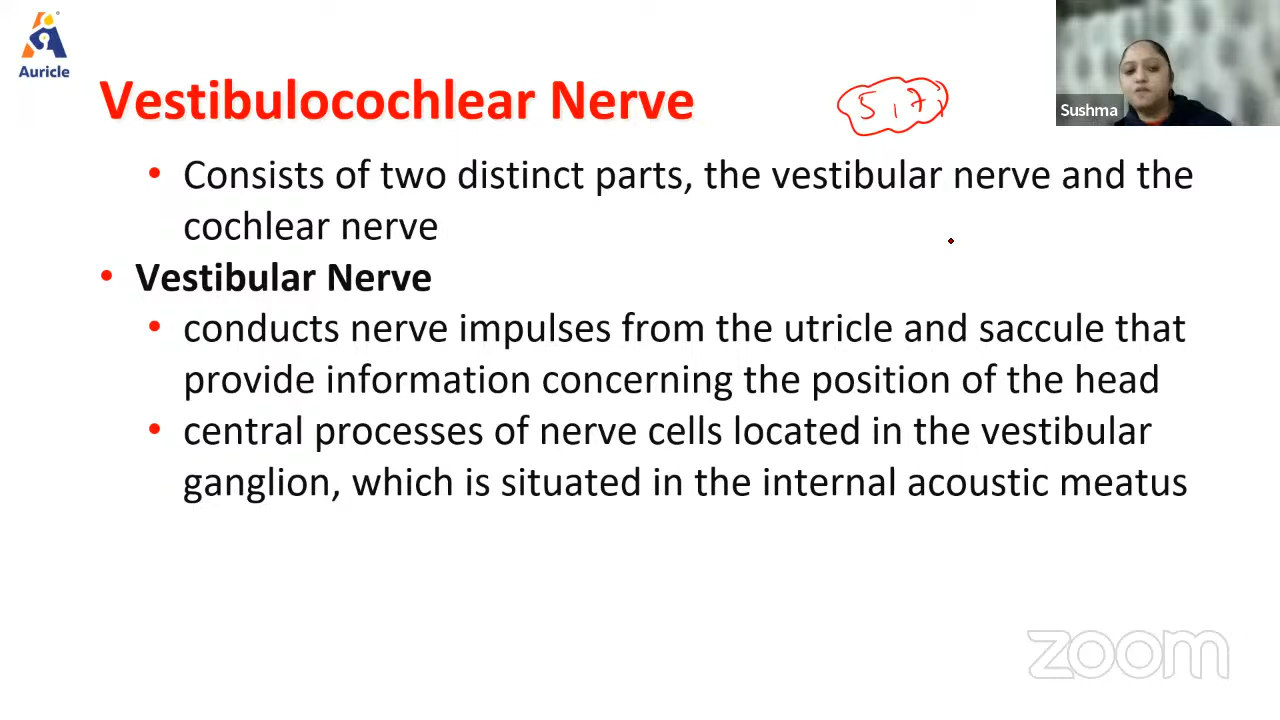 Auricle
Vestibulocochlear Nerve
5, 7,
Sushma
• Consists of two distinct parts, the vestibular nerve and the
cochlear nerve
• Vestibular Nerve
• conducts nerve impulses from the utricle and saccule that
provide information concerning the position of the head
• central processes of nerve cells located in the vestibular
ganglion, which is situated in the internal acoustic meatus
zoom